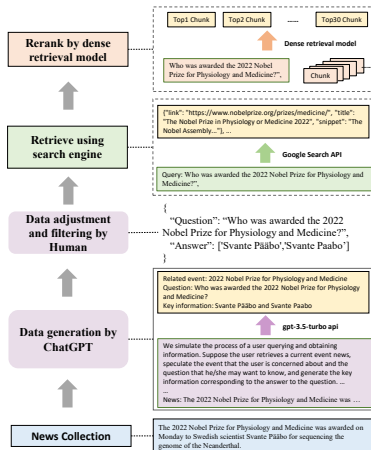 Top1 Chunk
Top2 Chunk
......
Top30 Chunk
Rerank by dense
retrieval model
Dense retrieval model
Who was awarded the 2022 Nobel
Prize for Physiology and Medicine?",
Chunk
{"link": "https://www.nobelprize.org/prizes/medicine/", "title":
"The Nobel Prize in Physiology or Medicine 2022", "snippet": "The
Nobel Assembly..."}, ...
Retrieve using
search engine
Google Search API
Query: Who was awarded the 2022 Nobel Prize for Physiology and
Medicine?",
Data adjustment
and filtering by
Human
{
"Question": "Who was awarded the 2022
Nobel Prize for Physiology and Medicine?",
"Answer": ['Svante Pääbo','Svante Paabo']
}
Related event: 2022 Nobel Prize for Physiology and Medicine
Question: Who was awarded the 2022 Nobel Prize for Physiology and
Medicine?
Key information: Svante Pääbo and Svante Paabo
Data generation by
ChatGPT
gpt-3.5-turbo api
We simulate the process of a user querying and obtaining
information. Suppose the user retrieves a current event news,
speculate the event that the user is concerned about and the
question that he/she may want to know, and generate the key
information corresponding to the answer to the question. ...
...
News: The 2022 Nobel Prize for Physiology and Medicine was …
News Collection
The 2022 Nobel Prize for Physiology and Medicine was awarded on
Monday to Swedish scientist Svante Pääbo for sequencing the
genome of the Neanderthal.